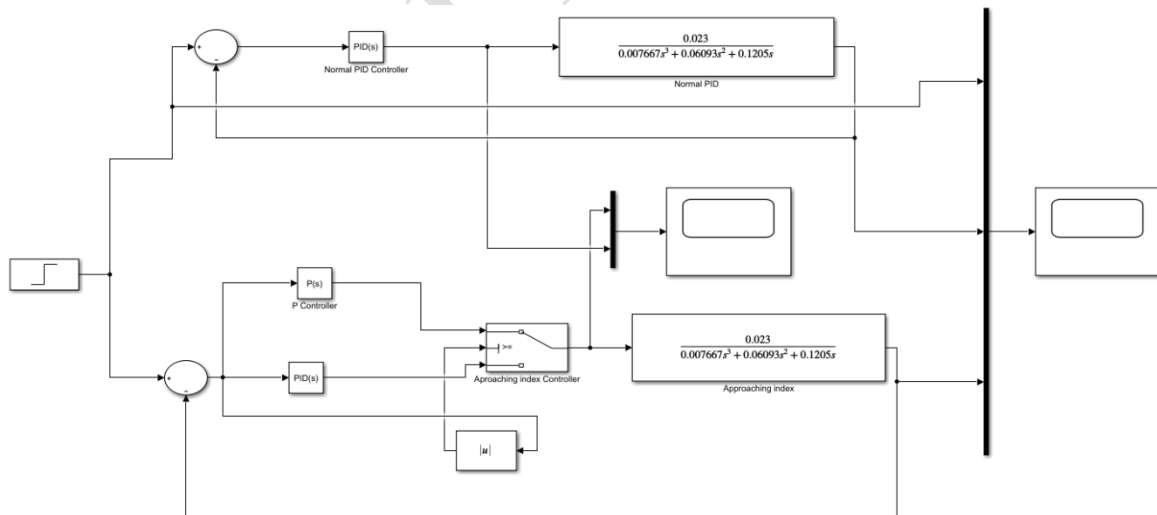 +
−
PID(s)
Normal PID Controller
0.023
0.007667s³ + 0.06093s² + 0.1205s
Normal PID
P(s)
P Controller
>=
Aproaching index Controller
+
−
PID(s)
|u|
0.023
0.007667s³ + 0.06093s² + 0.1205s
Approaching index